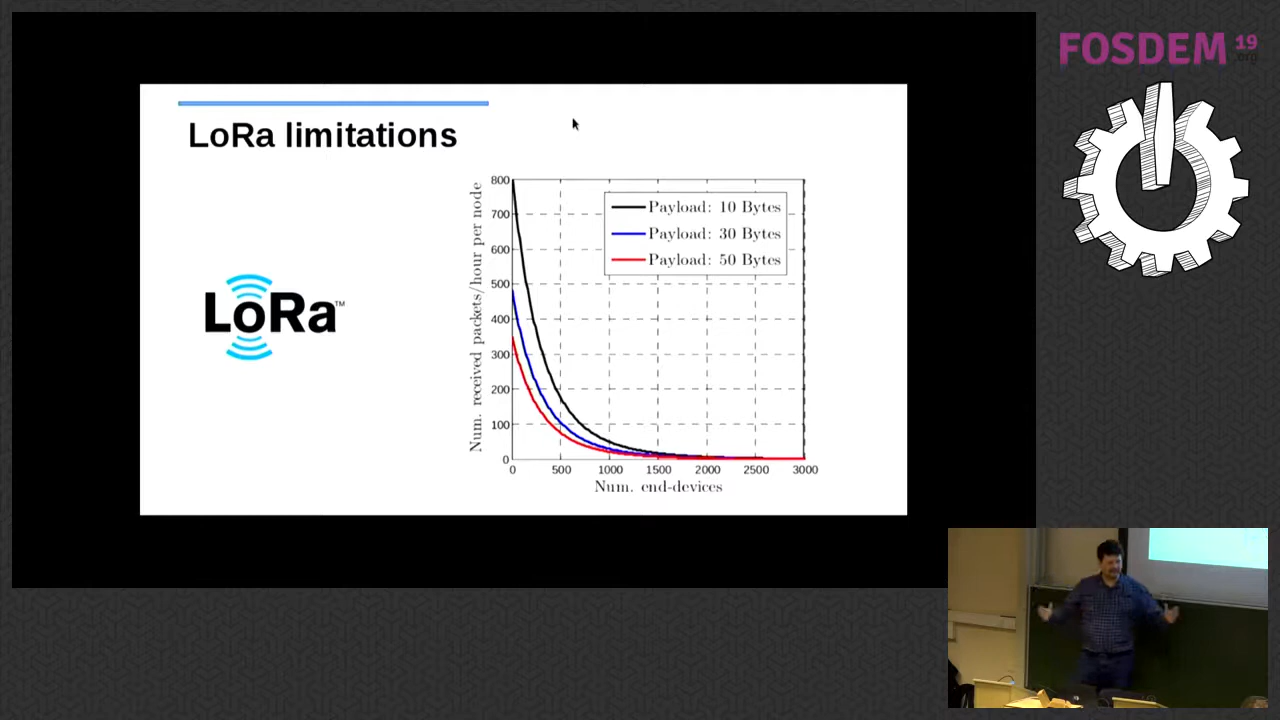 FOSDEM 19
.org
LoRa limitations
LoRa™
Num. received packets/hour per node
800
700
600
500
400
300
200
100
0
Payload: 10 Bytes
Payload: 30 Bytes
Payload: 50 Bytes
0 500 1000 1500 2000 2500 3000
Num. end-devices